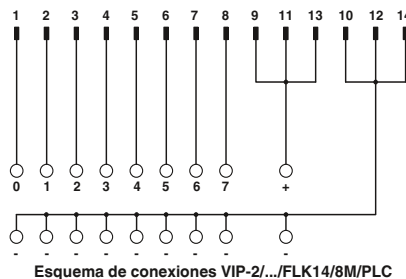 1 2 3 4 5 6 7 8 9 11 13 10 12 14
0 1 2 3 4 5 6 7 +
- - - - - - - - -
Esquema de conexiones VIP-2/.../FLK14/8M/PLC